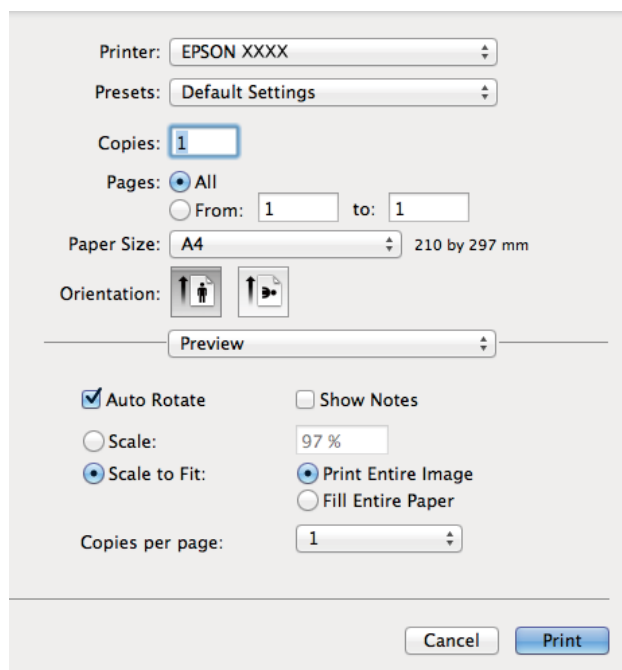 Printer: EPSON XXXX
Presets: Default Settings
Copies: 1
Pages: All
From: 1 to: 1
Paper Size: A4 210 by 297 mm
Orientation:
Preview
Auto Rotate Show Notes
Scale: 97 %
Scale to Fit: Print Entire Image
Fill Entire Paper
Copies per page: 1
Cancel Print